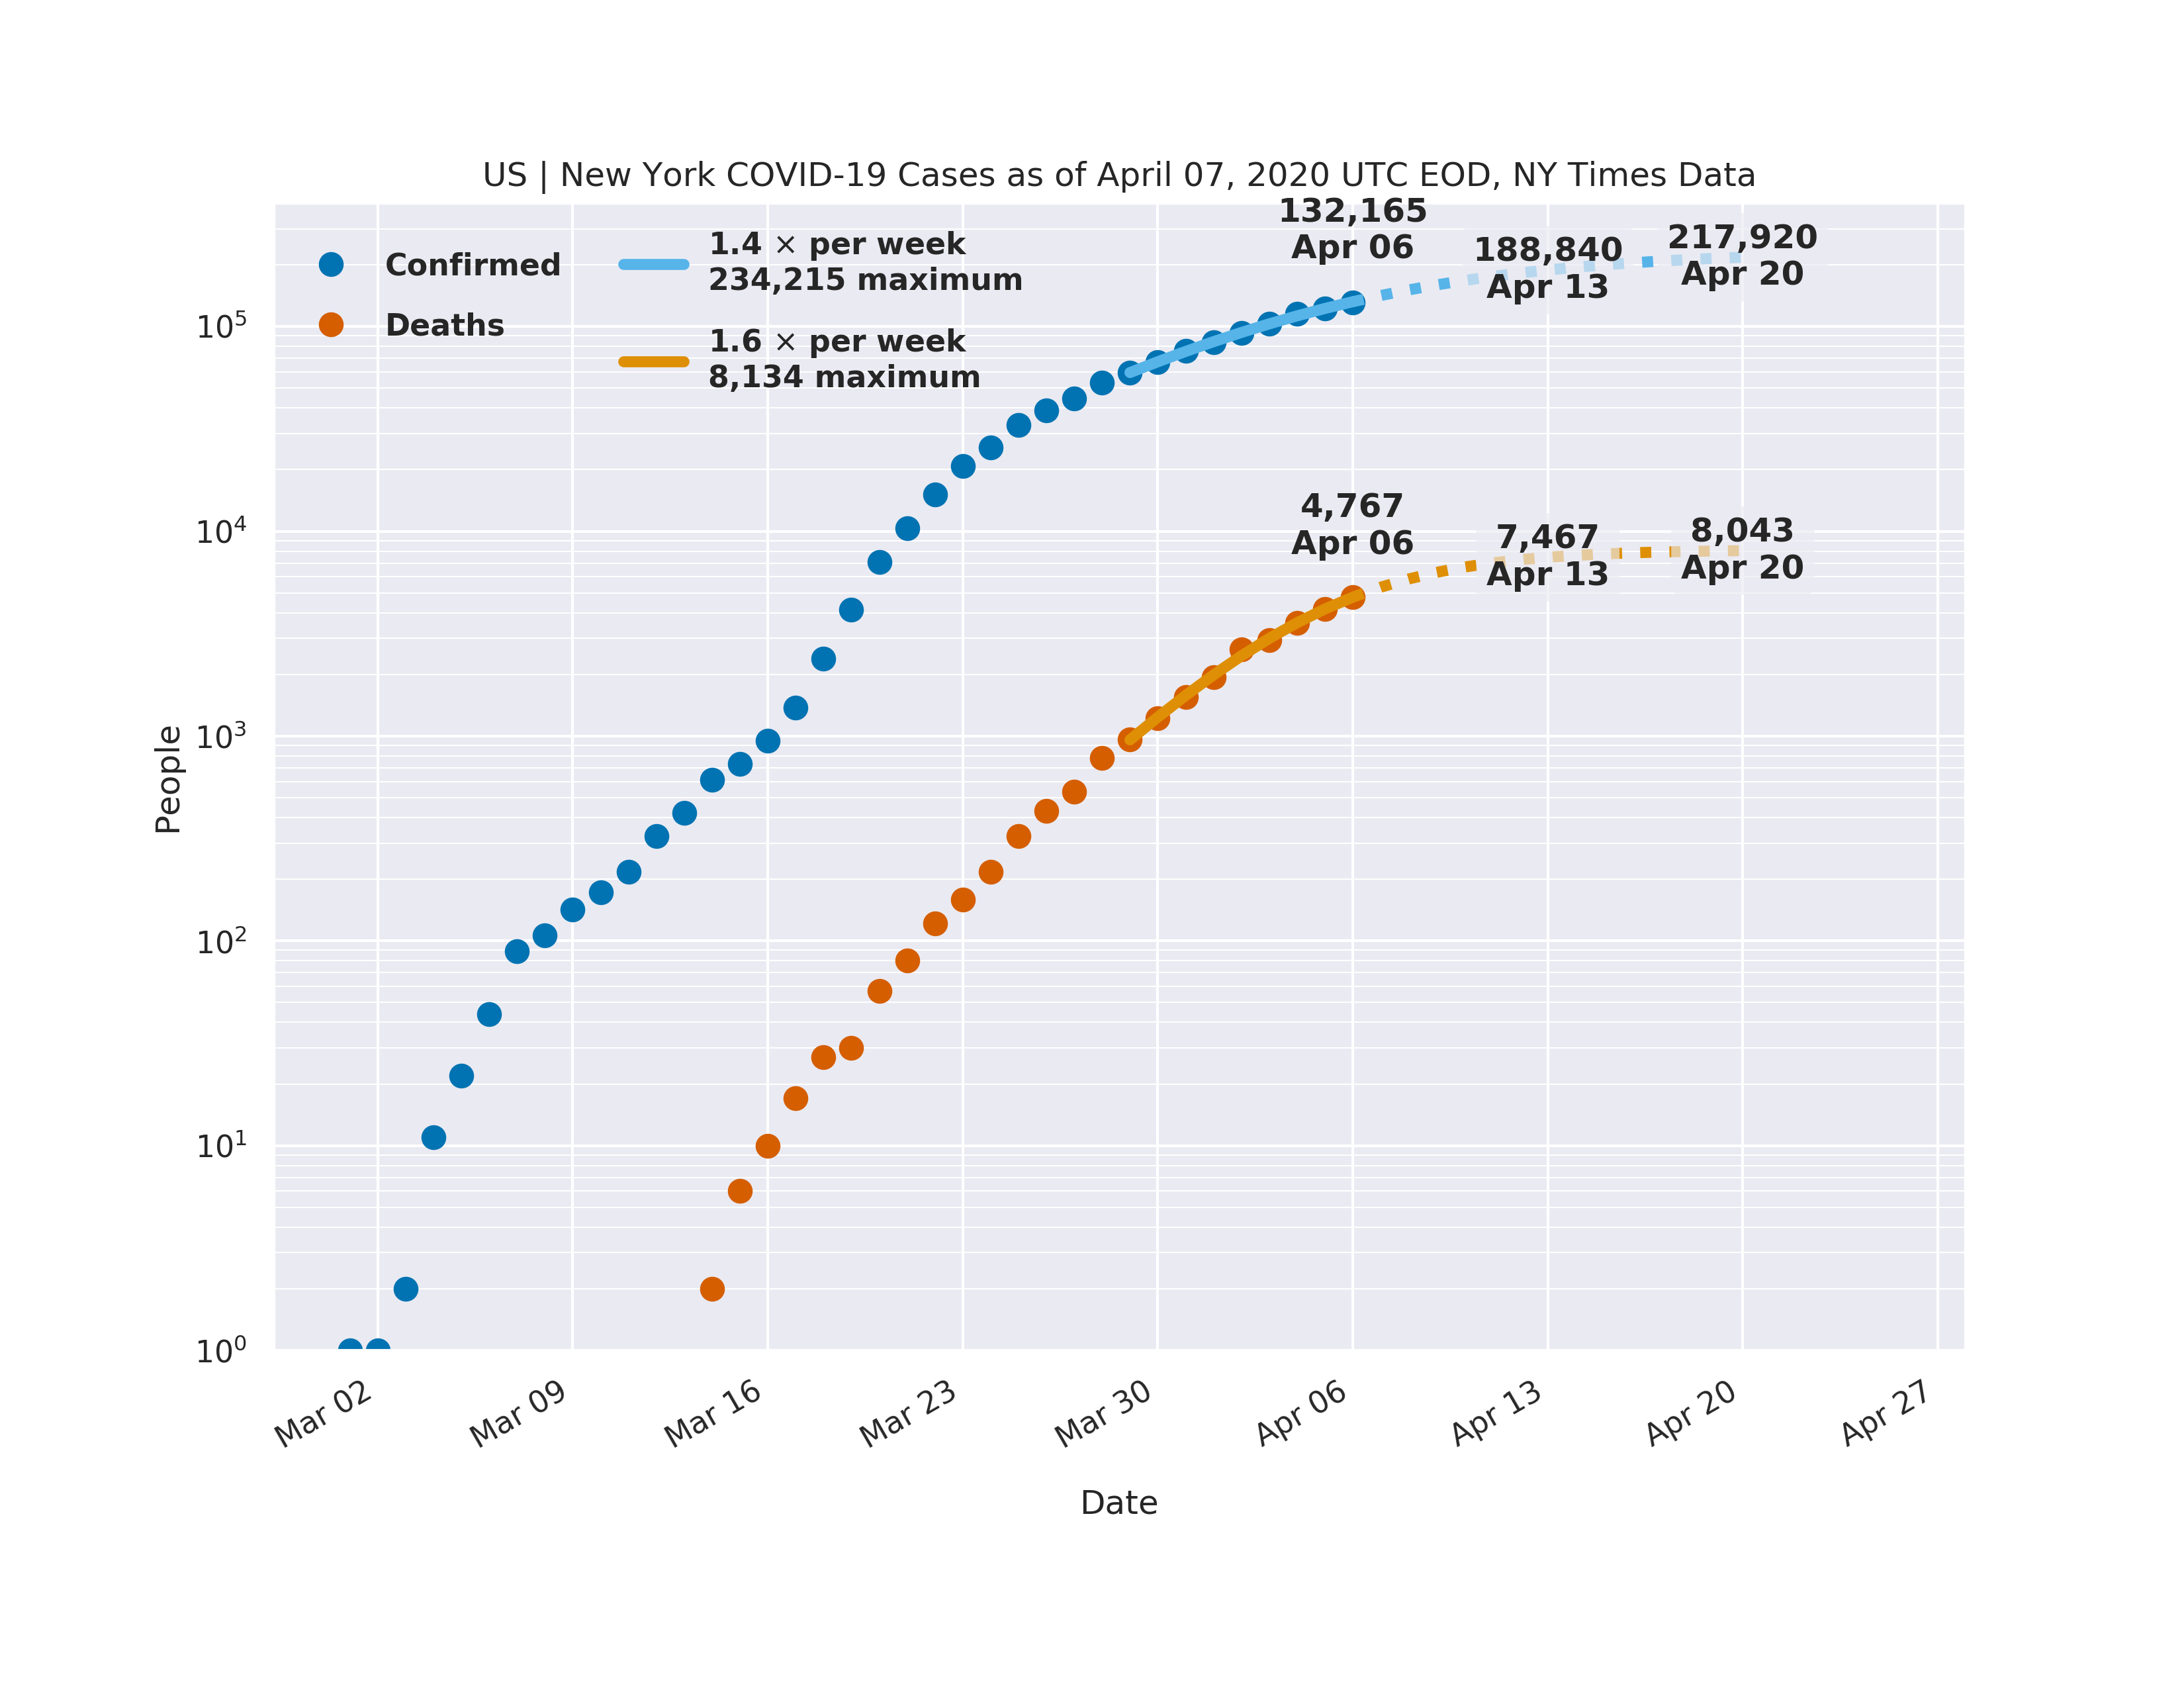 US | New York COVID-19 Cases as of April 07, 2020 UTC EOD, NY Times Data
Confirmed
Deaths
1.4 × per week
234,215 maximum
1.6 × per week
8,134 maximum
132,165
Apr 06
188,840
Apr 13
217,920
Apr 20
4,767
Apr 06
7,467
Apr 13
8,043
Apr 20
People
10⁵
10⁴
10³
10²
10¹
10⁰
Mar 02
Mar 09
Mar 16
Mar 23
Mar 30
Apr 06
Apr 13
Apr 20
Apr 27
Date